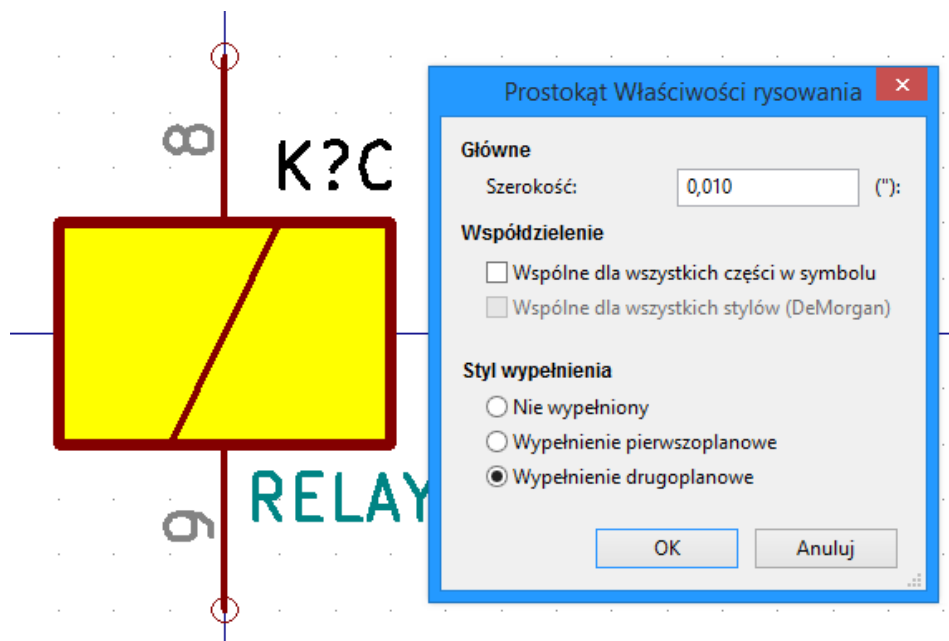 8
K?C
RELAY
9
Prostokąt Właściwości rysowania
Główne
Szerokość: 0,010 ("):
Współdzielenie
Wspólne dla wszystkich części w symbolu
Wspólne dla wszystkich stylów (DeMorgan)
Styl wypełnienia
Nie wypełniony
Wypełnienie pierwszoplanowe
Wypełnienie drugoplanowe
OK Anuluj